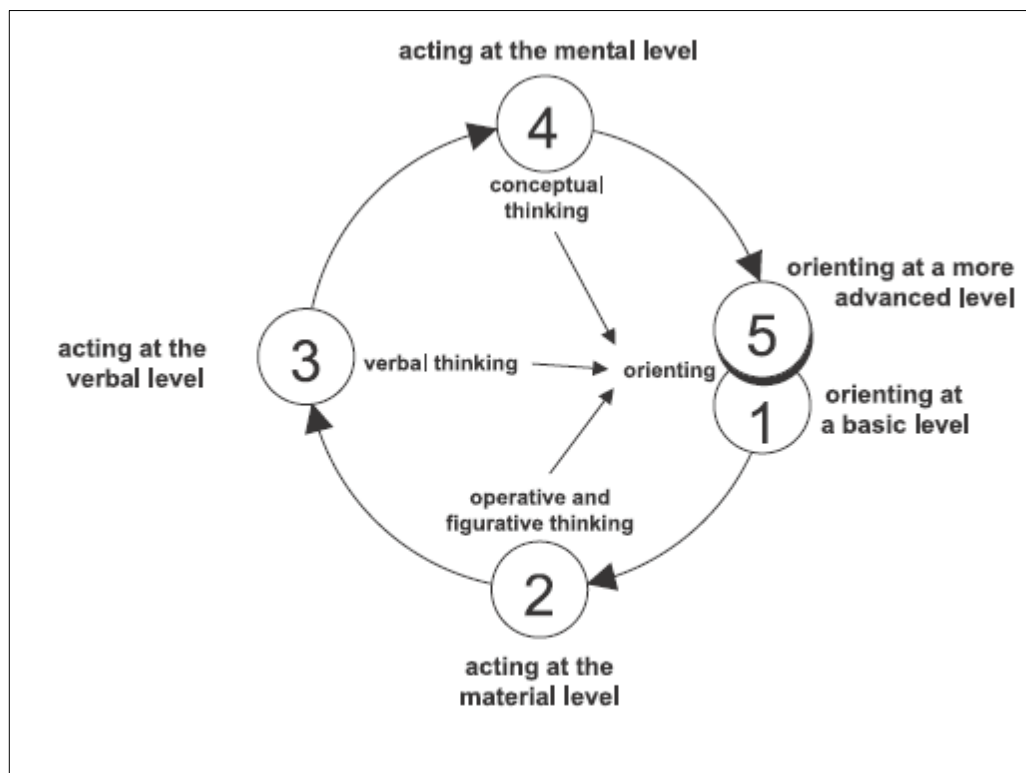 acting at the mental level
4
conceptual
thinking
orienting at a more
advanced level
5
acting at the
verbal level
3
verbal thinking
orienting
1
orienting at
a basic level
operative and
figurative thinking
2
acting at the
material level